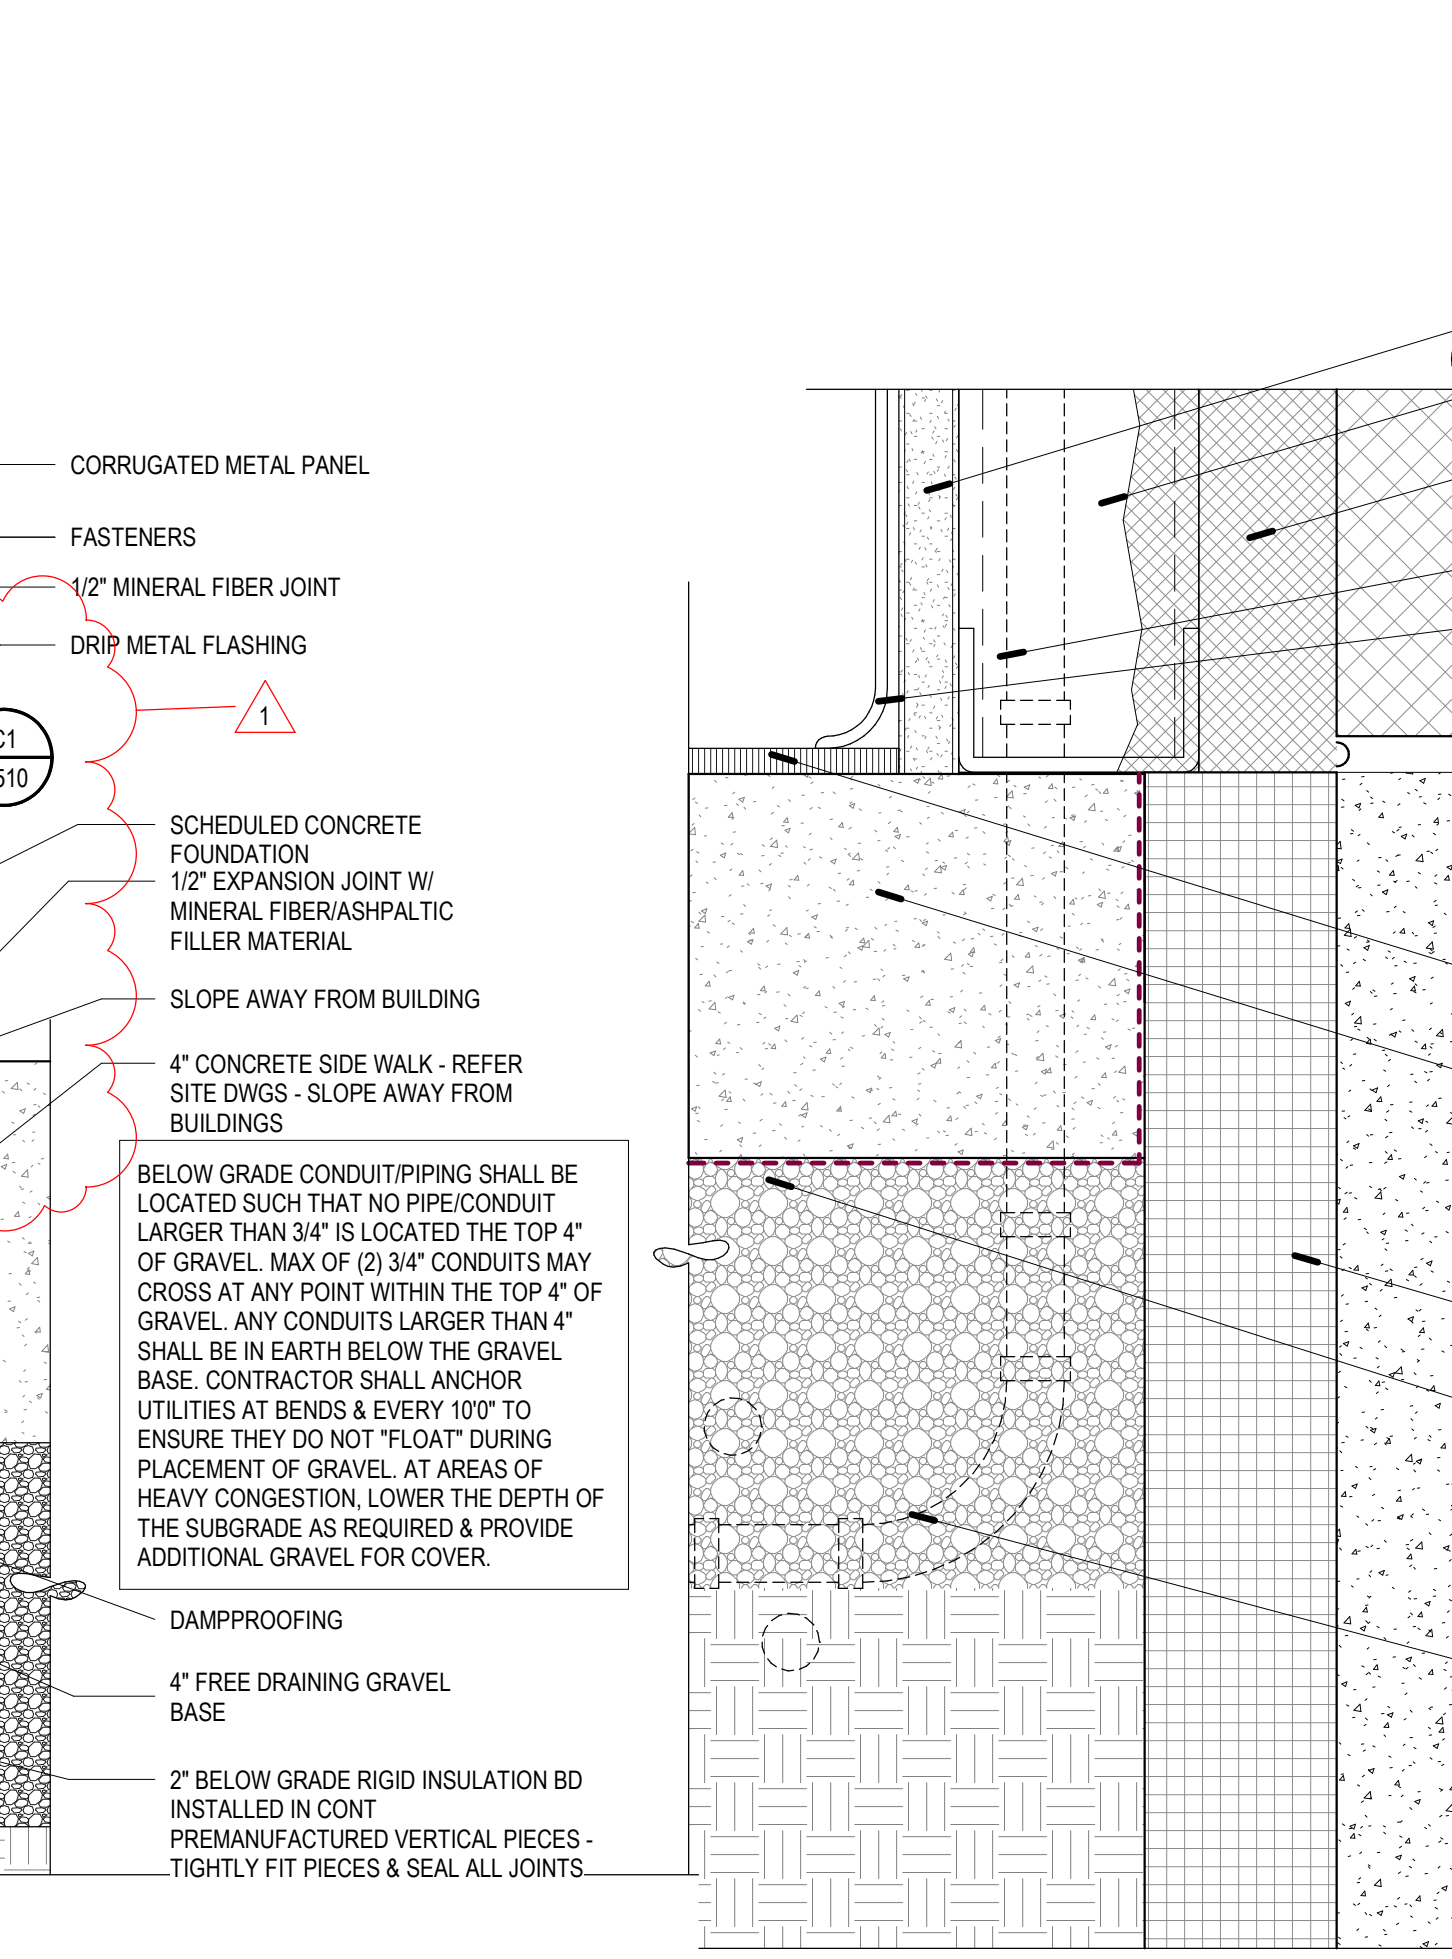 CORRUGATED METAL PANEL
FASTENERS
1/2" MINERAL FIBER JOINT
DRIP METAL FLASHING
1
C1
510
SCHEDULED CONCRETE
FOUNDATION
1/2" EXPANSION JOINT W/
MINERAL FIBER/ASHPALTIC
FILLER MATERIAL
SLOPE AWAY FROM BUILDING
4" CONCRETE SIDE WALK - REFER
SITE DWGS - SLOPE AWAY FROM
BUILDINGS
BELOW GRADE CONDUIT/PIPING SHALL BE
LOCATED SUCH THAT NO PIPE/CONDUIT
LARGER THAN 3/4" IS LOCATED THE TOP 4"
OF GRAVEL. MAX OF (2) 3/4" CONDUITS MAY
CROSS AT ANY POINT WITHIN THE TOP 4" OF
GRAVEL. ANY CONDUITS LARGER THAN 4"
SHALL BE IN EARTH BELOW THE GRAVEL
BASE. CONTRACTOR SHALL ANCHOR
UTILITIES AT BENDS & EVERY 10'0" TO
ENSURE THEY DO NOT "FLOAT" DURING
PLACEMENT OF GRAVEL. AT AREAS OF
HEAVY CONGESTION, LOWER THE DEPTH OF
THE SUBGRADE AS REQUIRED & PROVIDE
ADDITIONAL GRAVEL FOR COVER.
DAMPPROOFING
4" FREE DRAINING GRAVEL
BASE
2" BELOW GRADE RIGID INSULATION BD
INSTALLED IN CONT
PREMANUFACTURED VERTICAL PIECES -
TIGHTLY FIT PIECES & SEAL ALL JOINTS